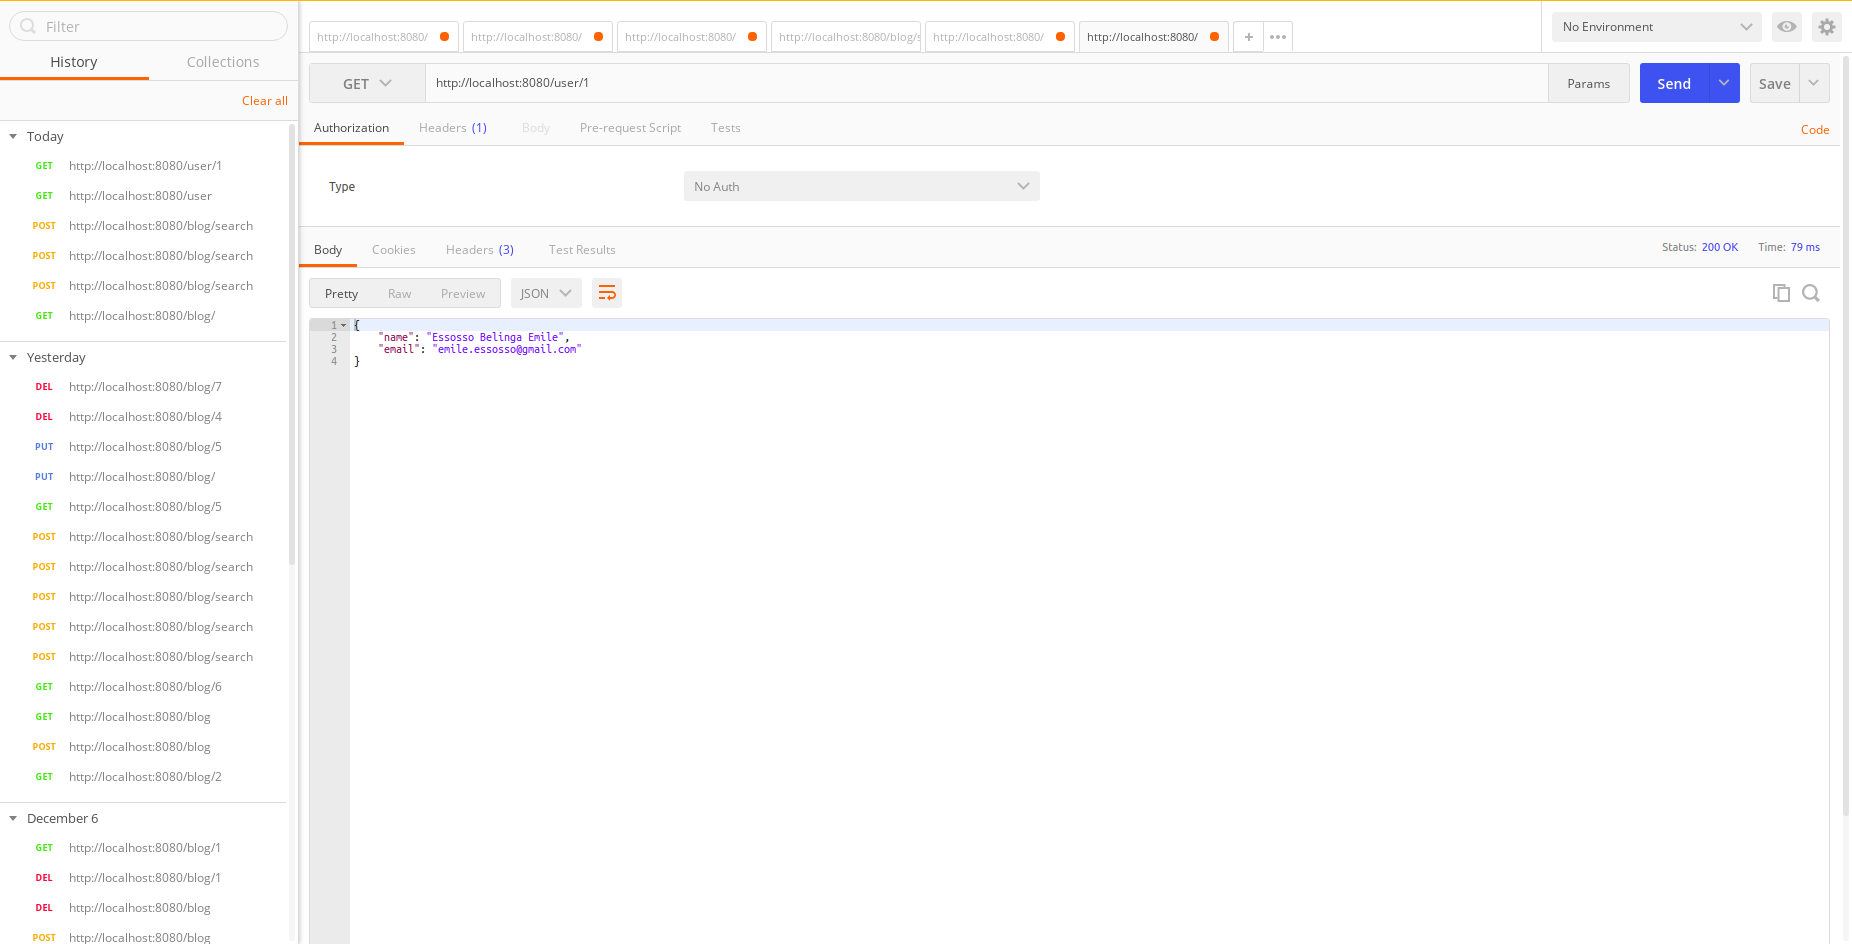 Filter
History Collections
Clear all
Today
GET http://localhost:8080/user/1
GET http://localhost:8080/user
POST http://localhost:8080/blog/search
POST http://localhost:8080/blog/search
POST http://localhost:8080/blog/search
GET http://localhost:8080/blog/
Yesterday
DEL http://localhost:8080/blog/7
DEL http://localhost:8080/blog/4
PUT http://localhost:8080/blog/5
PUT http://localhost:8080/blog/
GET http://localhost:8080/blog/5
POST http://localhost:8080/blog/search
POST http://localhost:8080/blog/search
POST http://localhost:8080/blog/search
POST http://localhost:8080/blog/search
POST http://localhost:8080/blog/search
GET http://localhost:8080/blog/6
GET http://localhost:8080/blog
POST http://localhost:8080/blog
GET http://localhost:8080/blog/2
December 6
GET http://localhost:8080/blog/1
DEL http://localhost:8080/blog/1
DEL http://localhost:8080/blog
POST http://localhost:8080/blog
http://localhost:8080/ http://localhost:8080/ http://localhost:8080/ http://localhost:8080/blog/s http://localhost:8080/ http://localhost:8080/ + •••
No Environment
GET http://localhost:8080/user/1 Params Send Save
Authorization Headers (1) Body Pre-request Script Tests Code
Type No Auth
Body Cookies Headers (3) Test Results Status: 200 OK Time: 79 ms
Pretty Raw Preview JSON
1 {
2 "name": "Essosso Belinga Emile",
3 "email": "emile.essosso@gmail.com"
4 }